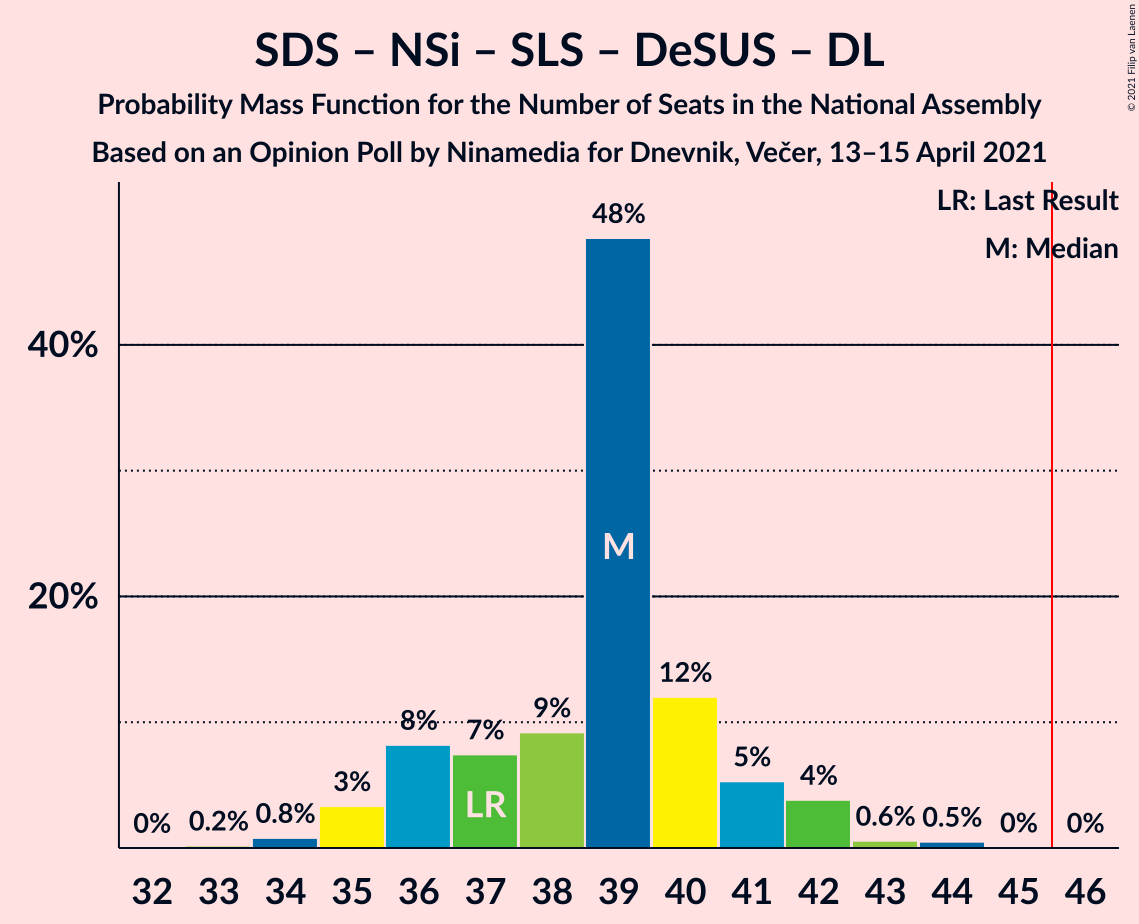 SDS – NSi – SLS – DeSUS – DL
Probability Mass Function for the Number of Seats in the National Assembly
Based on an Opinion Poll by Ninamedia for Dnevnik, Večer, 13–15 April 2021
© 2021 Filip van Laenen
LR: Last Result
M: Median
40%
20%
0%
0.2%
0.8%
3%
8%
7%
9%
48%
12%
5%
4%
0.6%
0.5%
0%
0%
LR
M
32 33 34 35 36 37 38 39 40 41 42 43 44 45 46